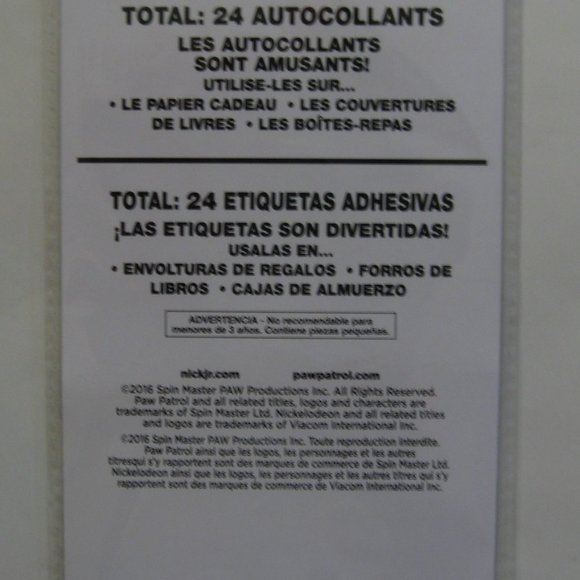 TOTAL: 24 AUTOCOLLANTS
LES AUTOCOLLANTS
SONT AMUSANTS!
UTILISE-LES SUR...
• LE PAPIER CADEAU • LES COUVERTURES
DE LIVRES • LES BOÎTES-REPAS
TOTAL: 24 ETIQUETAS ADHESIVAS
¡LAS ETIQUETAS SON DIVERTIDAS!
USALAS EN...
• ENVOLTURAS DE REGALOS • FORROS DE
LIBROS • CAJAS DE ALMUERZO
ADVERTENCIA - No recomendable para
menores de 3 años. Contiene piezas pequeñas.
nickjr.com pawpatrol.com
©2016 Spin Master PAW Productions Inc. All Rights Reserved.
Paw Patrol and all related titles, logos and characters are
trademarks of Spin Master Ltd. Nickelodeon and all related titles
and logos are trademarks of Viacom International Inc.
©2016 Spin Master PAW Productions Inc. Toute reproduction interdite.
Paw Patrol ainsi que les logos, les personnages et les autres
titresqui s'y rapportent sont des marques de commerce de Spin Master Ltd.
Nickelodeon ainsi que les logos, les personnages et les autres titres qui s'y
rapportent sont des marques de commerce de Viacom International Inc.